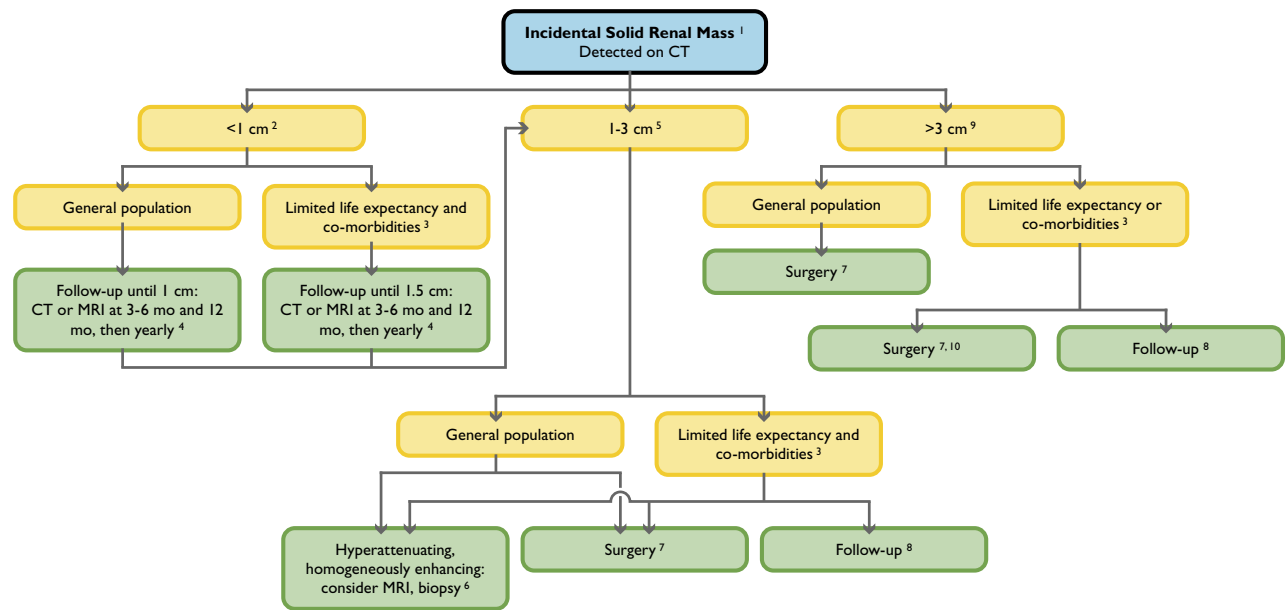 Incidental Solid Renal Mass 1
Detected on CT
<1 cm 2
1-3 cm 5
>3 cm 9
General population
Limited life expectancy and
co-morbidities 3
General population
Limited life expectancy or
co-morbidities 3
Follow-up until 1 cm:
CT or MRI at 3-6 mo and 12
mo, then yearly 4
Follow-up until 1.5 cm:
CT or MRI at 3-6 mo and 12
mo, then yearly 4
Surgery 7
Surgery 7, 10
Follow-up 8
General population
Limited life expectancy and
co-morbidities 3
Hyperattenuating,
homogeneously enhancing:
consider MRI, biopsy 6
Surgery 7
Follow-up 8